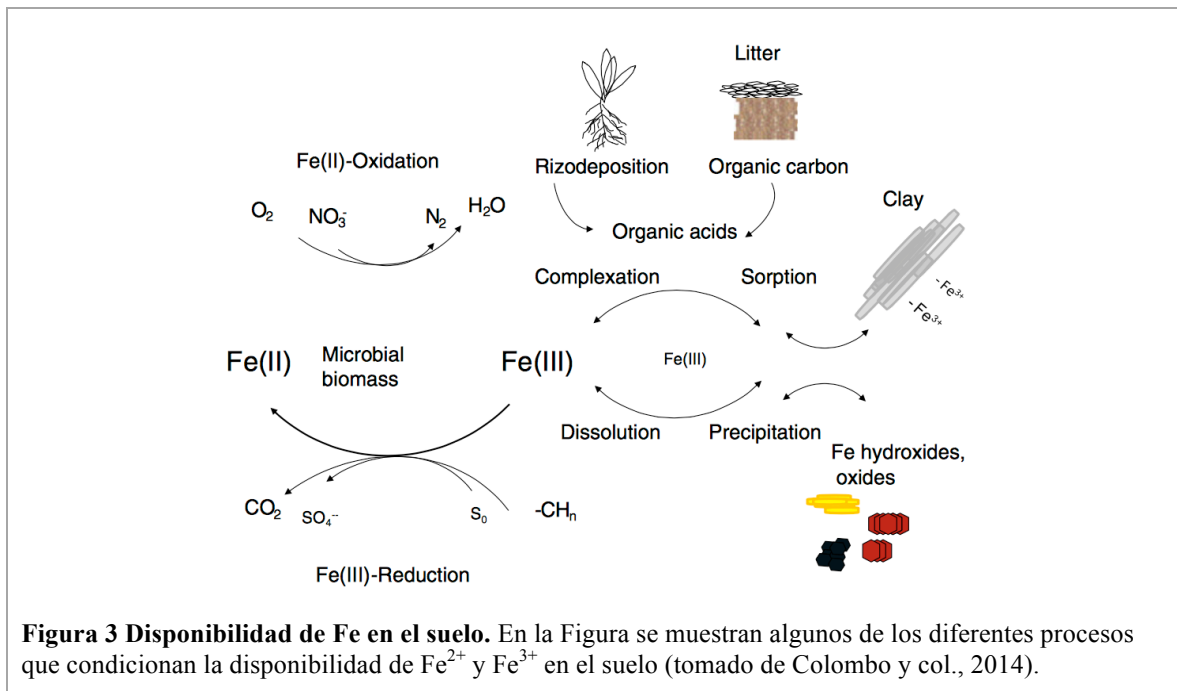 Litter
Fe(II)-Oxidation
Rizodeposition
Organic carbon
O₂
NO₃⁻
N₂
H₂O
Clay
Organic acids
Complexation
Sorption
- Fe³⁺
- Fe³⁺
Fe(II)
Microbial
biomass
Fe(III)
Fe(III)
Dissolution
Precipitation
Fe hydroxides,
oxides
CO₂
SO₄⁻⁻
S₀
-CHₙ
Fe(III)-Reduction
Figura 3 Disponibilidad de Fe en el suelo. En la Figura se muestran algunos de los diferentes procesos
que condicionan la disponibilidad de Fe²⁺ y Fe³⁺ en el suelo (tomado de Colombo y col., 2014).